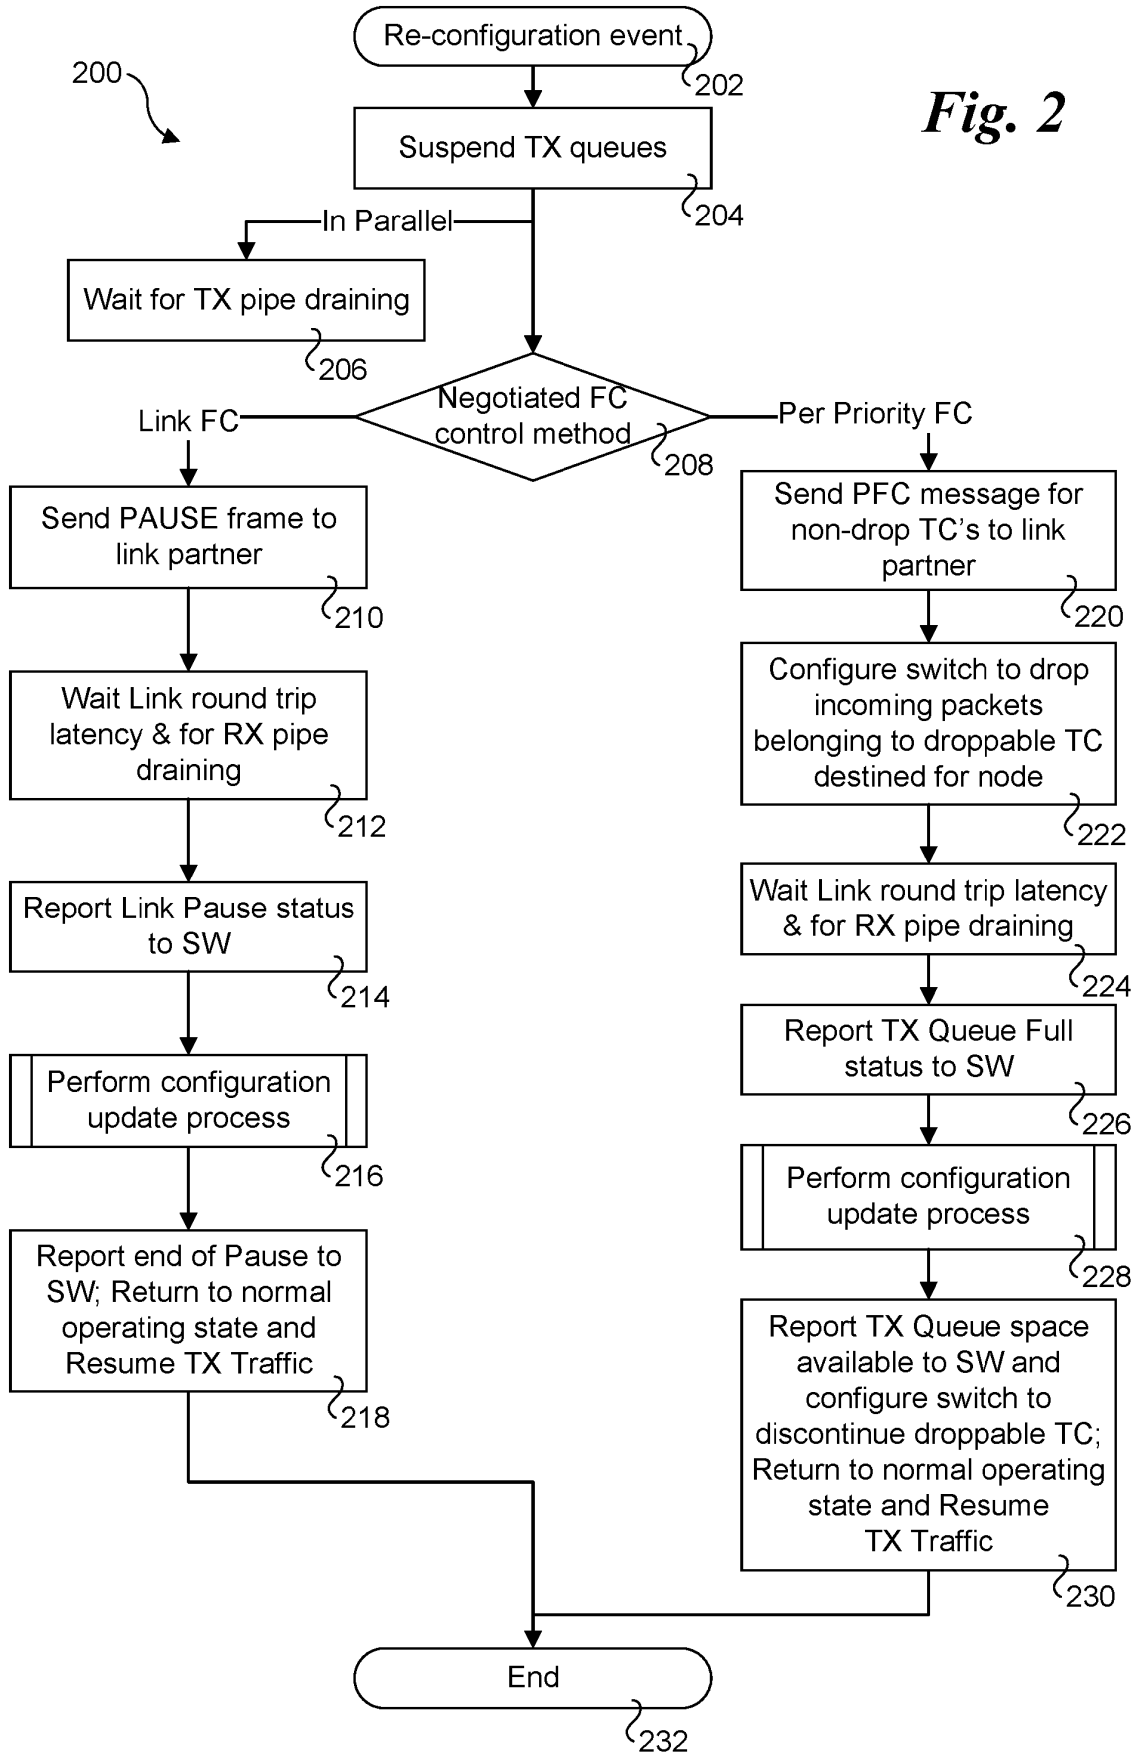 Re-configuration event
202
200
Fig. 2
Suspend TX queues
204
In Parallel
Wait for TX pipe draining
206
Negotiated FC
control method
208
Link FC
Send PAUSE frame to
link partner
210
Wait Link round trip
latency & for RX pipe
draining
212
Report Link Pause status
to SW
214
Perform configuration
update process
216
Report end of Pause to
SW; Return to normal
operating state and
Resume TX Traffic
218
Per Priority FC
Send PFC message for
non-drop TC's to link
partner
220
Configure switch to drop
incoming packets
belonging to droppable TC
destined for node
222
Wait Link round trip latency
& for RX pipe draining
224
Report TX Queue Full
status to SW
226
Perform configuration
update process
228
Report TX Queue space
available to SW and
configure switch to
discontinue droppable TC;
Return to normal operating
state and Resume
TX Traffic
230
End
232